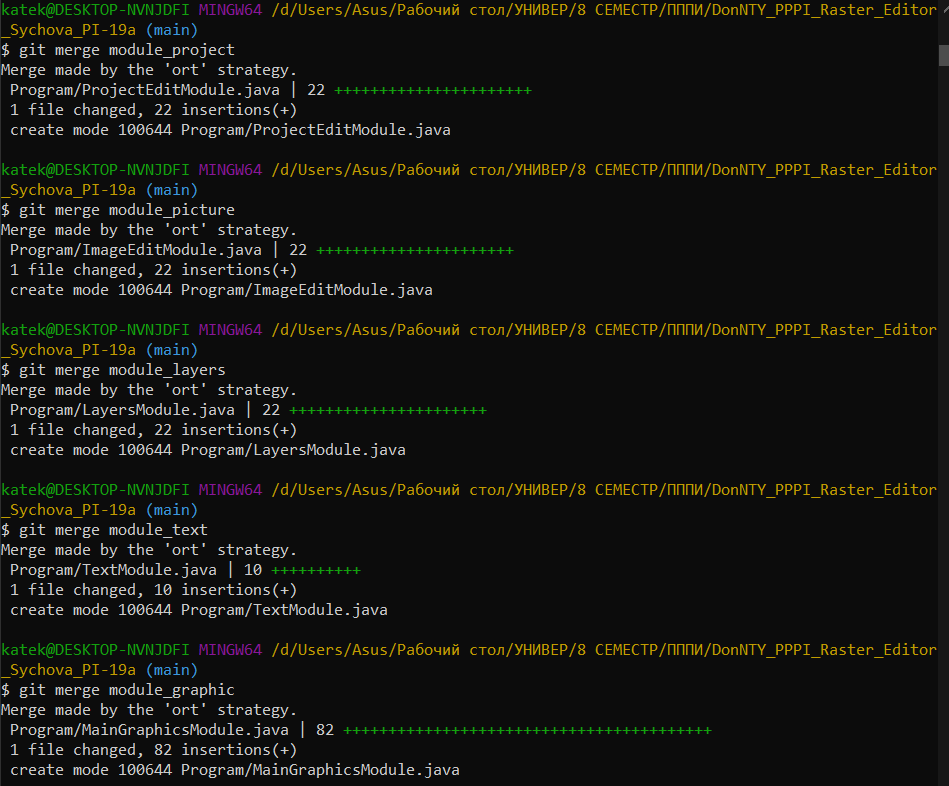 katek@DESKTOP-NVNJDFI MINGW64 /d/Users/Asus/Рабочий стол/УНИВЕР/8 СЕМЕСТР/ПППИ/DonNTY_PPPI_Raster_Editor
_Sychova_PI-19a (main)
$ git merge module_project
Merge made by the 'ort' strategy.
 Program/ProjectEditModule.java | 22 ++++++++++++++++++++++
 1 file changed, 22 insertions(+)
 create mode 100644 Program/ProjectEditModule.java

katek@DESKTOP-NVNJDFI MINGW64 /d/Users/Asus/Рабочий стол/УНИВЕР/8 СЕМЕСТР/ПППИ/DonNTY_PPPI_Raster_Editor
_Sychova_PI-19a (main)
$ git merge module_picture
Merge made by the 'ort' strategy.
 Program/ImageEditModule.java | 22 ++++++++++++++++++++++
 1 file changed, 22 insertions(+)
 create mode 100644 Program/ImageEditModule.java

katek@DESKTOP-NVNJDFI MINGW64 /d/Users/Asus/Рабочий стол/УНИВЕР/8 СЕМЕСТР/ПППИ/DonNTY_PPPI_Raster_Editor
_Sychova_PI-19a (main)
$ git merge module_layers
Merge made by the 'ort' strategy.
 Program/LayersModule.java | 22 ++++++++++++++++++++++
 1 file changed, 22 insertions(+)
 create mode 100644 Program/LayersModule.java

katek@DESKTOP-NVNJDFI MINGW64 /d/Users/Asus/Рабочий стол/УНИВЕР/8 СЕМЕСТР/ПППИ/DonNTY_PPPI_Raster_Editor
_Sychova_PI-19a (main)
$ git merge module_text
Merge made by the 'ort' strategy.
 Program/TextModule.java | 10 ++++++++++
 1 file changed, 10 insertions(+)
 create mode 100644 Program/TextModule.java

katek@DESKTOP-NVNJDFI MINGW64 /d/Users/Asus/Рабочий стол/УНИВЕР/8 СЕМЕСТР/ПППИ/DonNTY_PPPI_Raster_Editor
_Sychova_PI-19a (main)
$ git merge module_graphic
Merge made by the 'ort' strategy.
 Program/MainGraphicsModule.java | 82 +++++++++++++++++++++++++++++++++++++++++
 1 file changed, 82 insertions(+)
 create mode 100644 Program/MainGraphicsModule.java